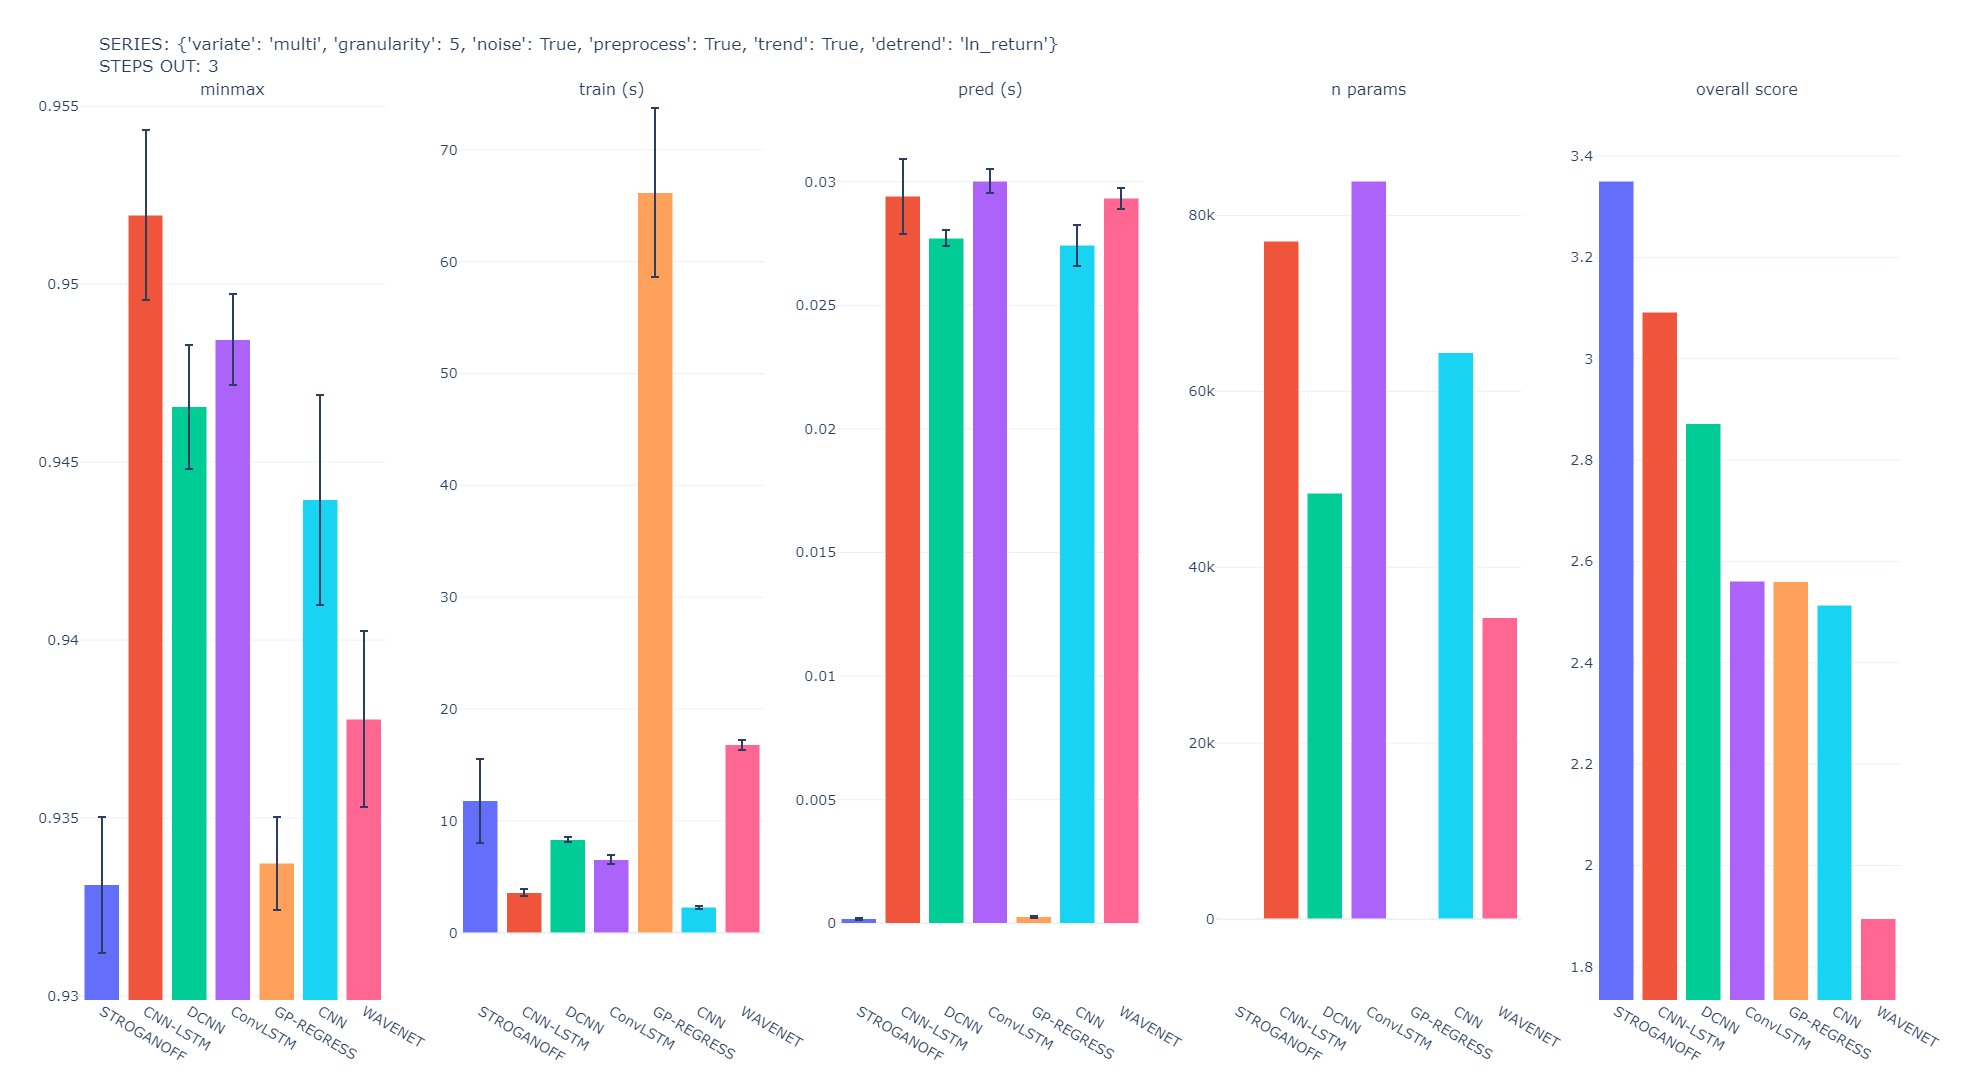 SERIES: {'variate': 'multi', 'granularity': 5, 'noise': True, 'preprocess': True, 'trend': True, 'detrend': 'ln_return'}
STEPS OUT: 3
minmax
0.955
0.95
0.945
0.94
0.935
0.93
STROGANOFF
CNN-LSTM
DCNN
ConvLSTM
GP-REGRESS
CNN
WAVENET
train (s)
70
60
50
40
30
20
10
0
STROGANOFF
CNN-LSTM
DCNN
ConvLSTM
GP-REGRESS
CNN
WAVENET
pred (s)
0.03
0.025
0.02
0.015
0.01
0.005
0
STROGANOFF
CNN-LSTM
DCNN
ConvLSTM
GP-REGRESS
CNN
WAVENET
n params
80k
60k
40k
20k
0
STROGANOFF
CNN-LSTM
DCNN
ConvLSTM
GP-REGRESS
CNN
WAVENET
overall score
3.4
3.2
3
2.8
2.6
2.4
2.2
2
1.8
STROGANOFF
CNN-LSTM
DCNN
ConvLSTM
GP-REGRESS
CNN
WAVENET